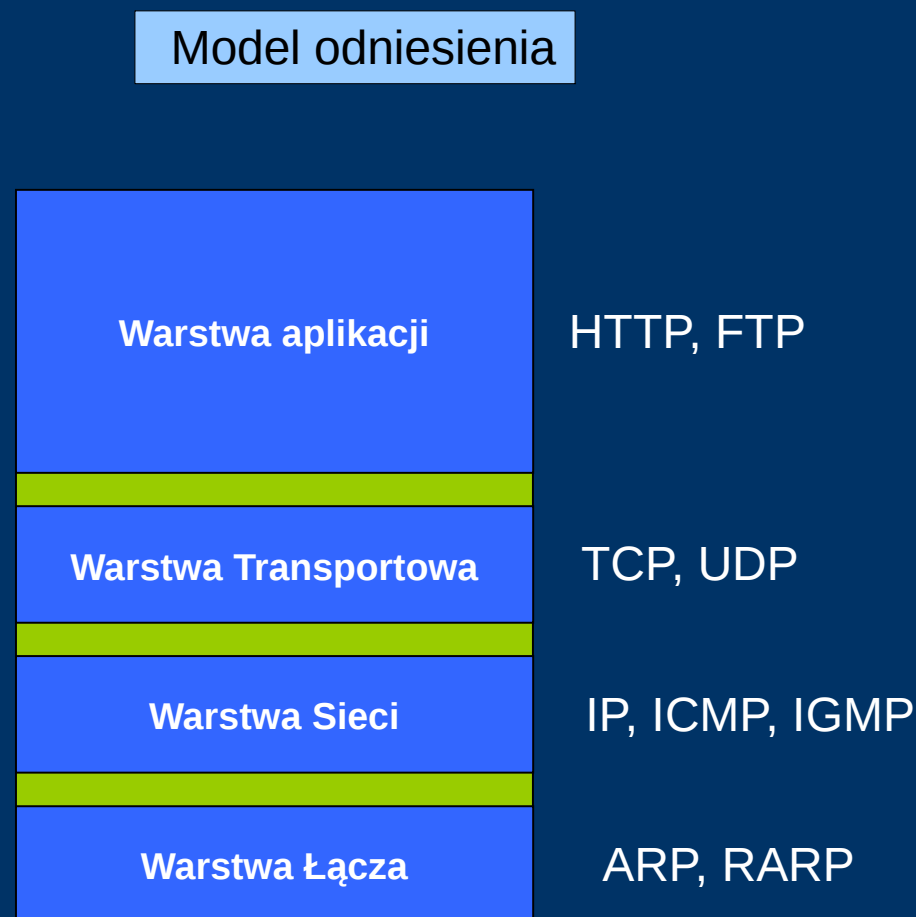 Model odniesienia
Warstwa aplikacji HTTP, FTP
Warstwa Transportowa TCP, UDP
Warstwa Sieci IP, ICMP, IGMP
Warstwa Łącza ARP, RARP